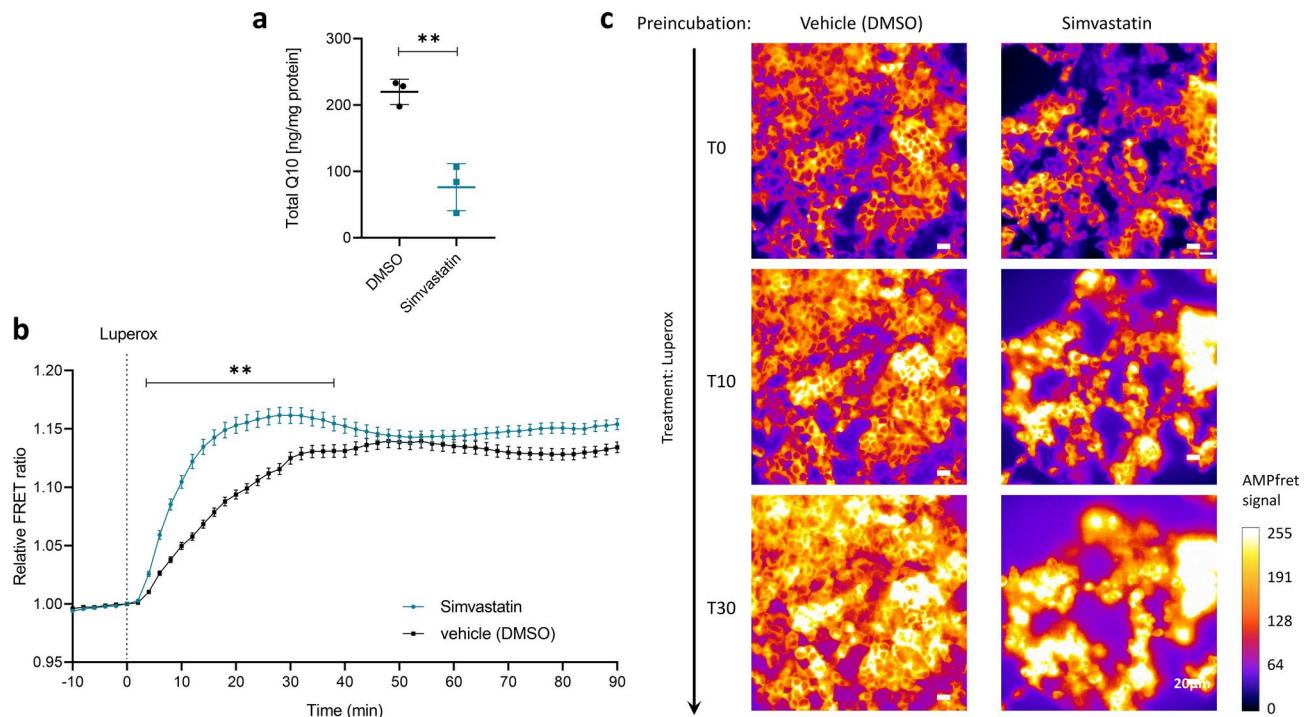 a
**
300
200
100
0
Total Q10 [ng/mg protein]
DMSO
Simvastatin
b
Luperox
**
1.20
1.15
1.10
1.05
1.00
0.95
Relative FRET ratio
Simvastatin
vehicle (DMSO)
-10 0 10 20 30 40 50 60 70 80 90
Time (min)
c
Preincubation: Vehicle (DMSO) Simvastatin
T0
T10
T30
Treatment: Luperox
20µm
AMPfret
signal
255
191
128
64
0